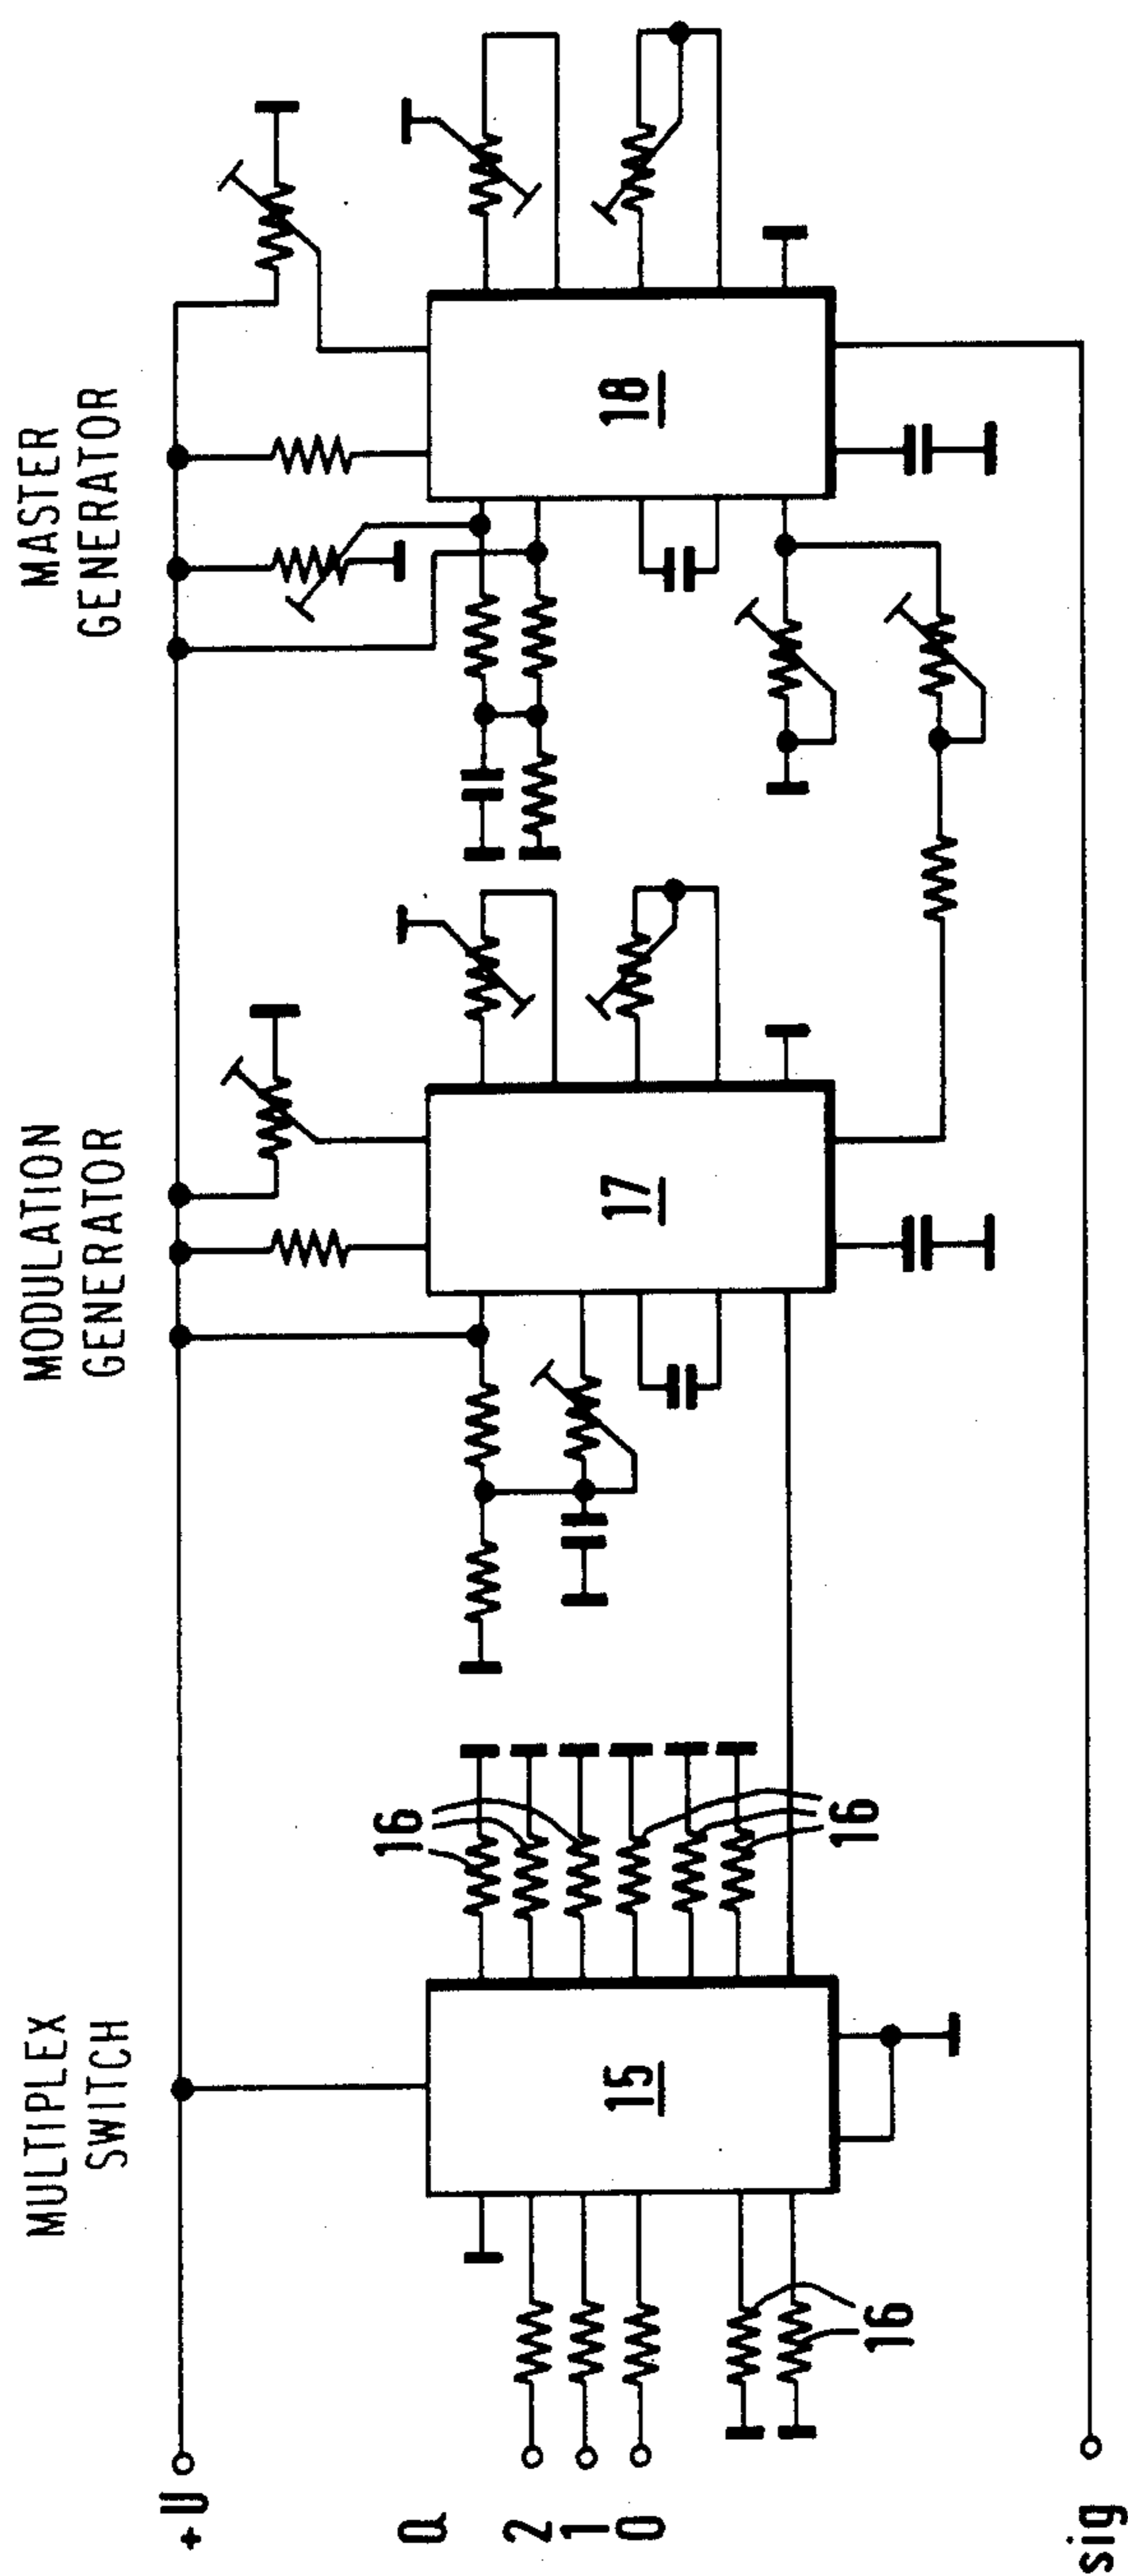 MULTIPLEX
SWITCH
MODULATION
GENERATOR
MASTER
GENERATOR
+U
Q
2
1
0
sig
15
16
16
16
17
18